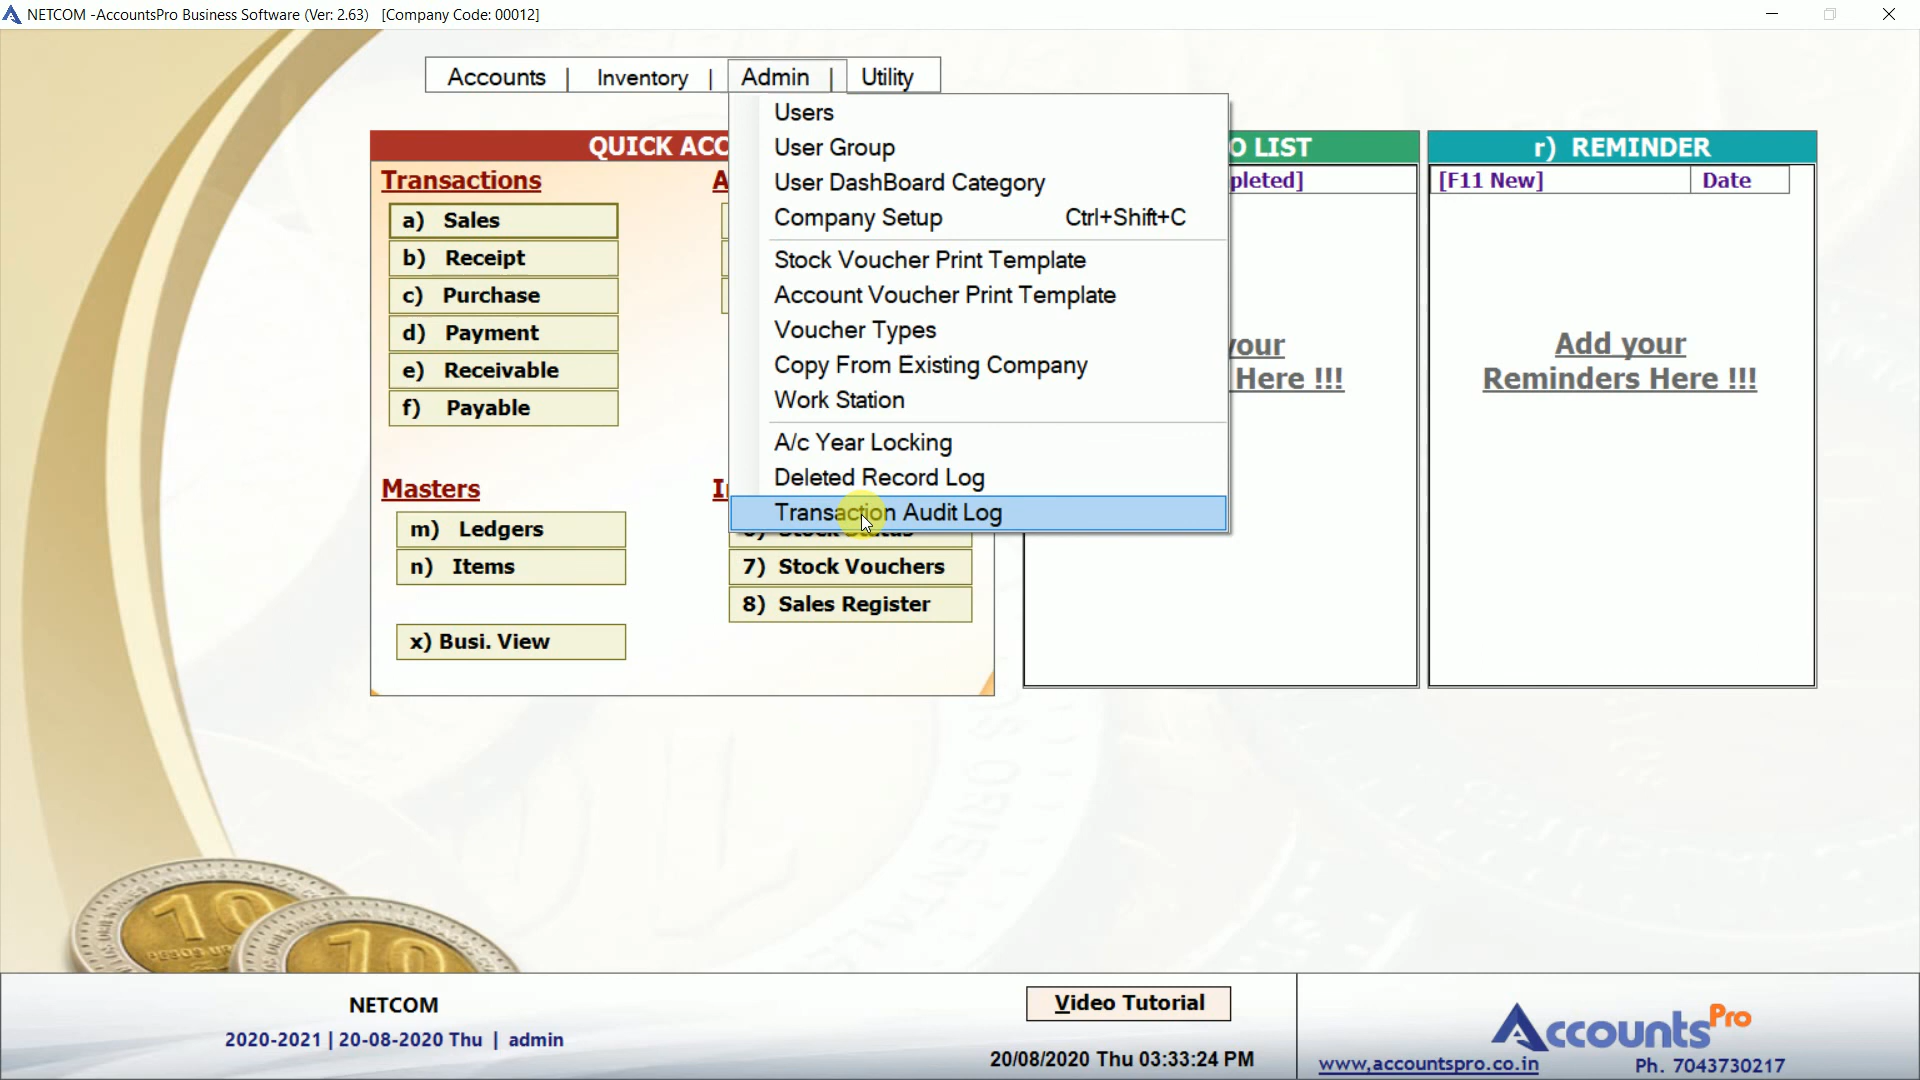 NETCOM -AccountsPro Business Software (Ver: 2.63)   [Company Code: 00012]
Accounts | Inventory | Admin | Utility
Users
User Group
User DashBoard Category
Company Setup Ctrl+Shift+C
Stock Voucher Print Template
Account Voucher Print Template
Voucher Types
Copy From Existing Company
Work Station
A/c Year Locking
Deleted Record Log
Transaction Audit Log
QUICK ACC
Transactions
a) Sales
b) Receipt
c) Purchase
d) Payment
e) Receivable
f) Payable
Masters
m) Ledgers
n) Items
x) Busi. View
7) Stock Vouchers
8) Sales Register
O LIST
pleted]
your
Here !!!
r) REMINDER
[F11 New] Date
Add your
Reminders Here !!!
NETCOM
2020-2021 | 20-08-2020 Thu | admin
Video Tutorial
20/08/2020 Thu 03:33:24 PM
AccountsPro
www,accountspro.co.in Ph. 7043730217
10
10